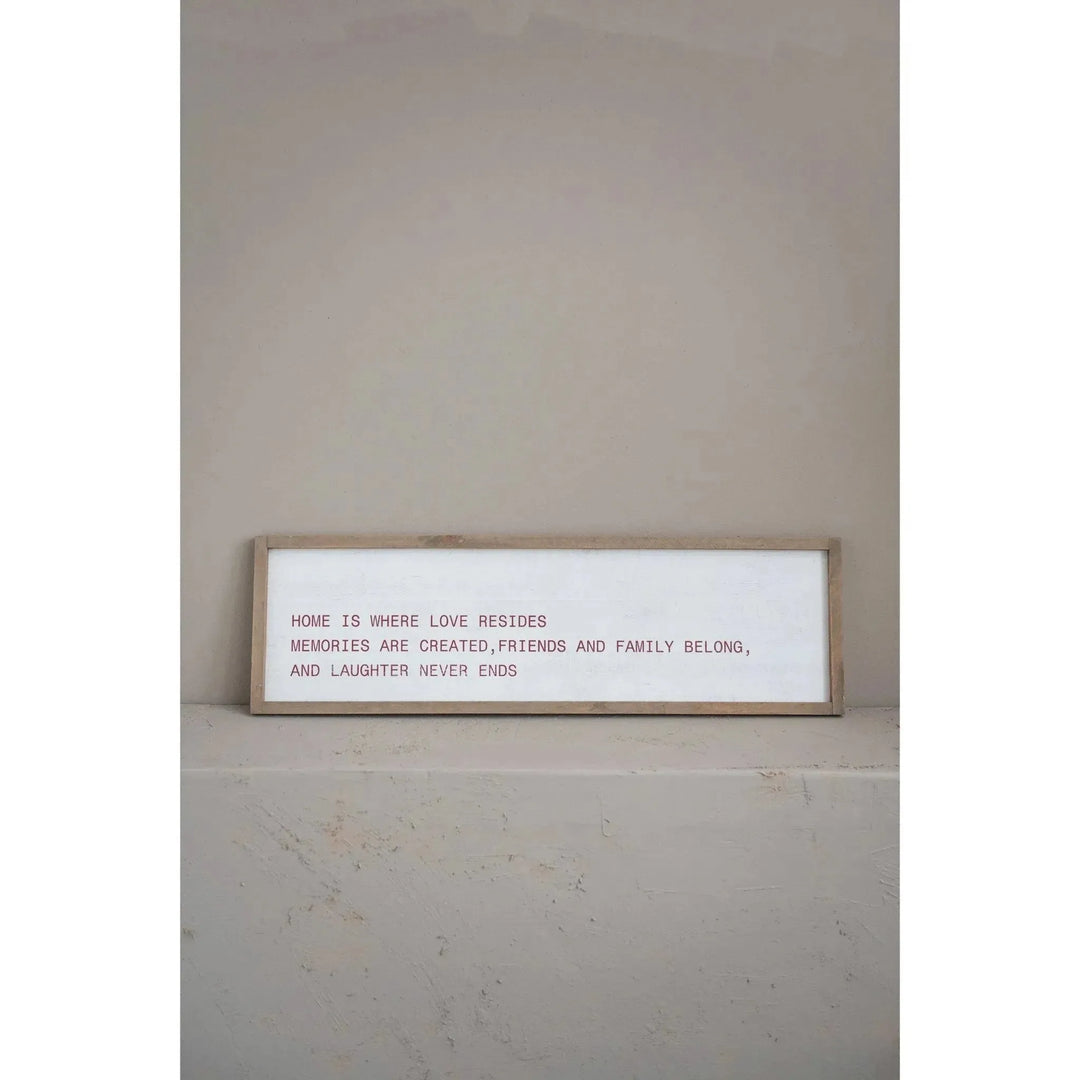 HOME IS WHERE LOVE RESIDES
MEMORIES ARE CREATED,FRIENDS AND FAMILY BELONG,
AND LAUGHTER NEVER ENDS